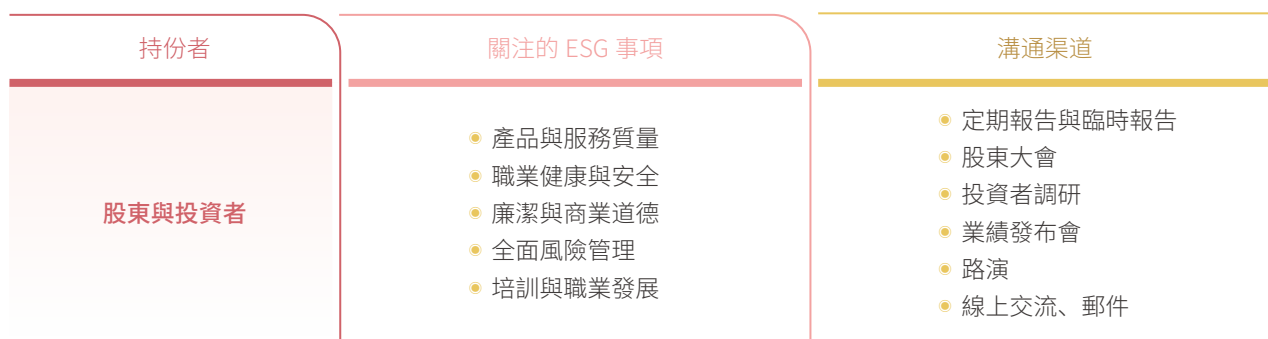 持份者
關注的 ESG 事項
溝通渠道
股東與投資者
產品與服務質量
職業健康與安全
廉潔與商業道德
全面風險管理
培訓與職業發展
定期報告與臨時報告
股東大會
投資者調研
業績發布會
路演
線上交流、郵件